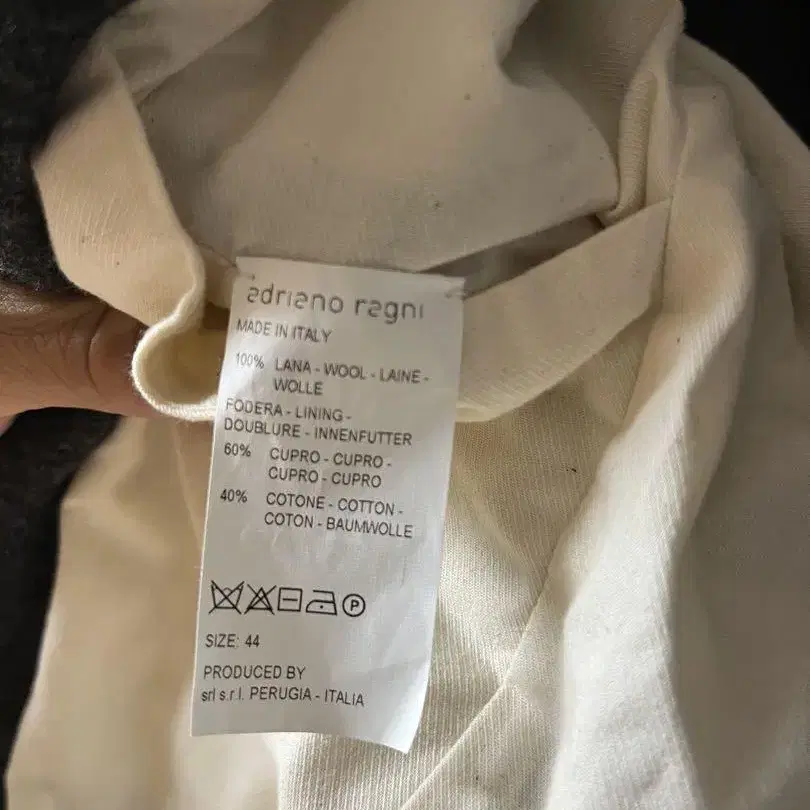 adriano ragni
MADE IN ITALY
100% LANA - WOOL - LAINE -
WOLLE
FODERA - LINING -
DOUBLURE - INNENFUTTER
60% CUPRO - CUPRO -
CUPRO - CUPRO
40% COTONE - COTTON -
COTON - BAUMWOLLE
P
SIZE: 44
PRODUCED BY
srl s.r.l. PERUGIA - ITALIA